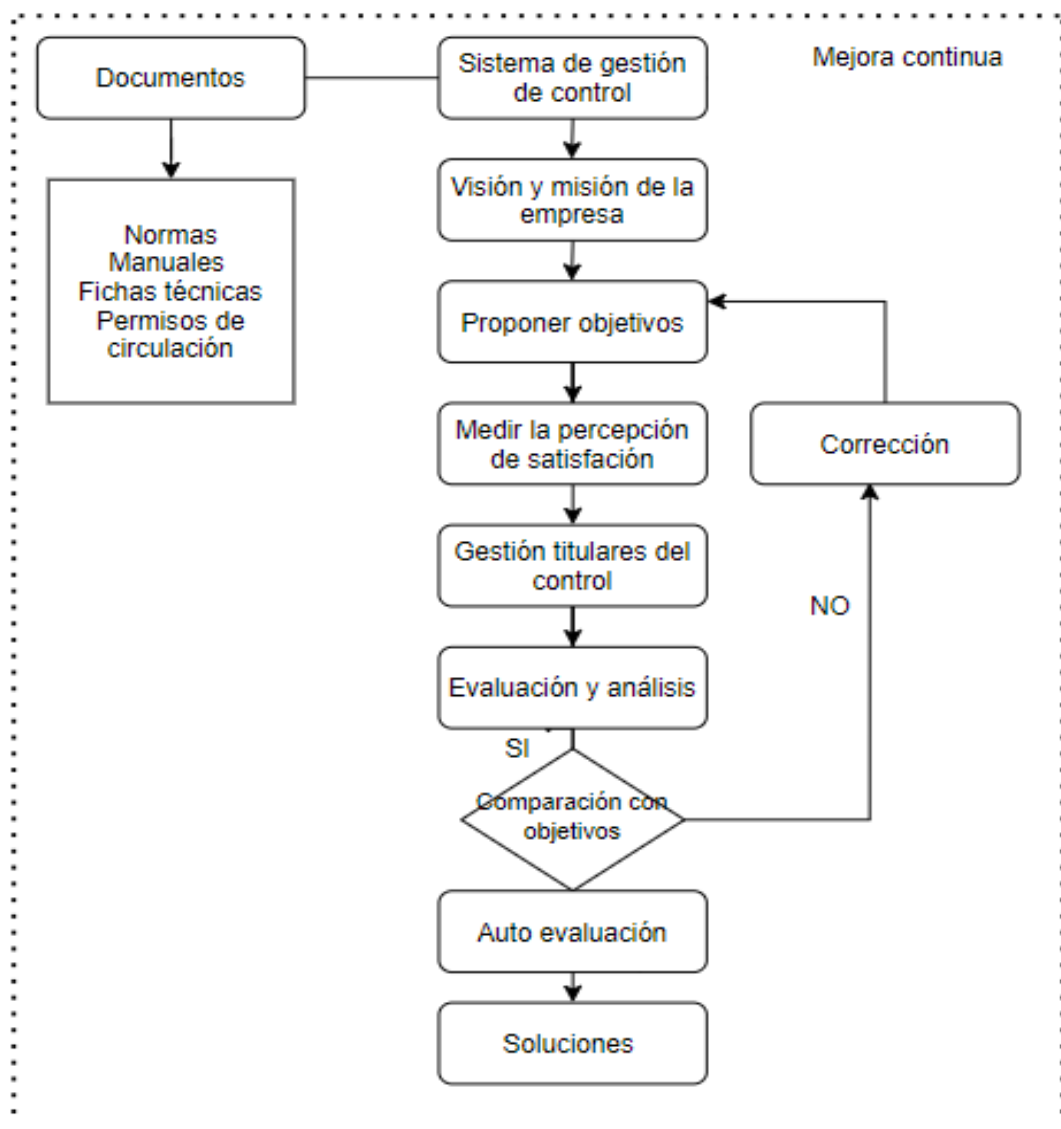 Documentos
Sistema de gestión
de control
Mejora continua
Visión y misión de la
empresa
Normas
Manuales
Fichas técnicas
Permisos de
circulación
Proponer objetivos
Medir la percepción
de satisfacción
Corrección
Gestión titulares del
control
NO
Evaluación y análisis
SI
Comparación con
objetivos
Auto evaluación
Soluciones